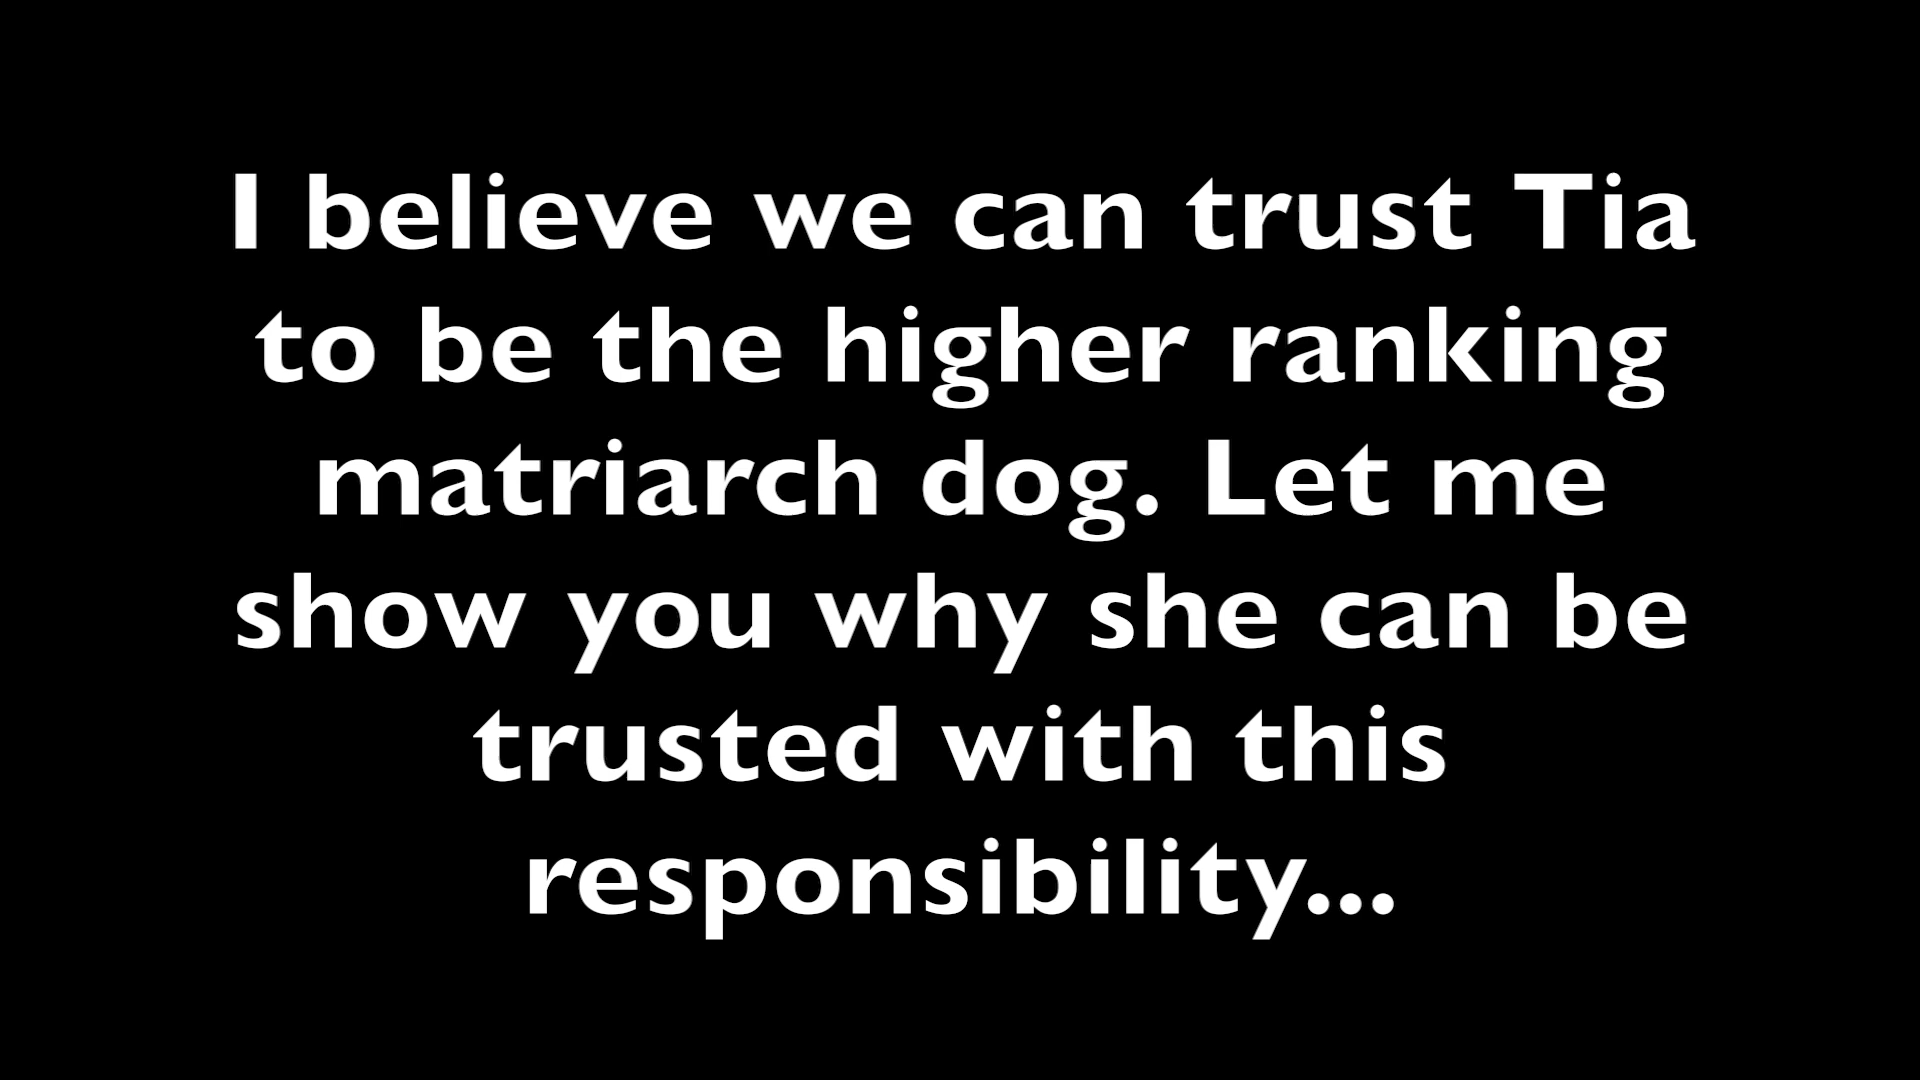 I believe we can trust Tia
to be the higher ranking
matriarch dog. Let me
show you why she can be
trusted with this
responsibility...